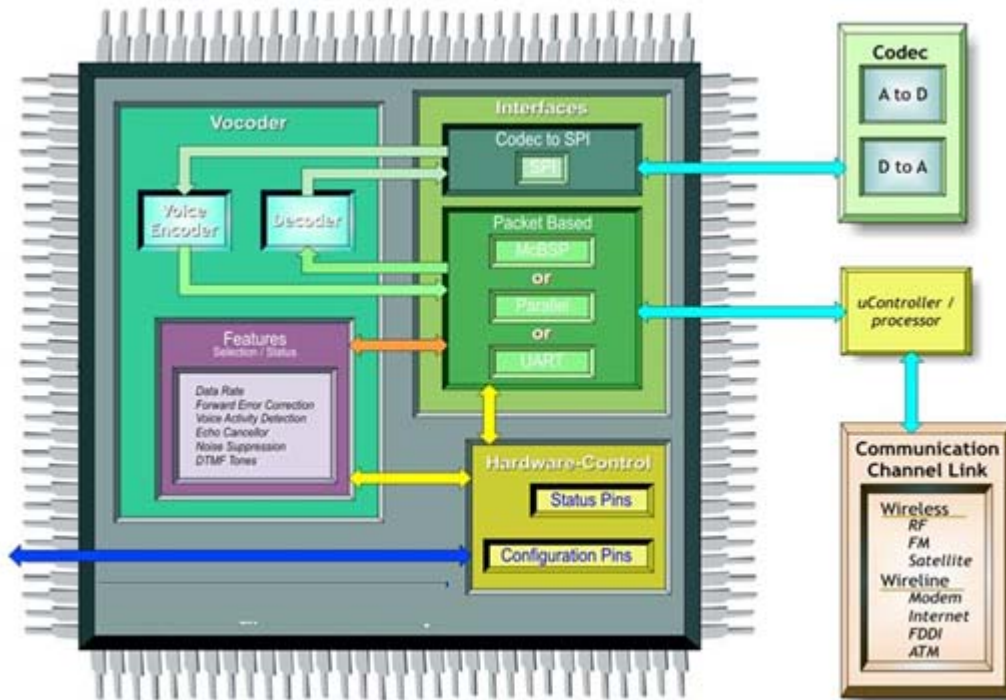 Vocoder
Voice
Encoder
Decoder
Features
Selection / Status
Data Rate
Forward Error Correction
Voice Activity Detection
Echo Cancellor
Noise Suppression
DTMF Tones
Interfaces
Codec to SPI
SPI
Packet Based
McBSP
or
Parallel
or
UART
Hardware-Control
Status Pins
Configuration Pins
Codec
A to D
D to A
uController /
processor
Communication
Channel Link
Wireless
RF
FM
Satellite
Wireline
Modem
Internet
FDDI
ATM